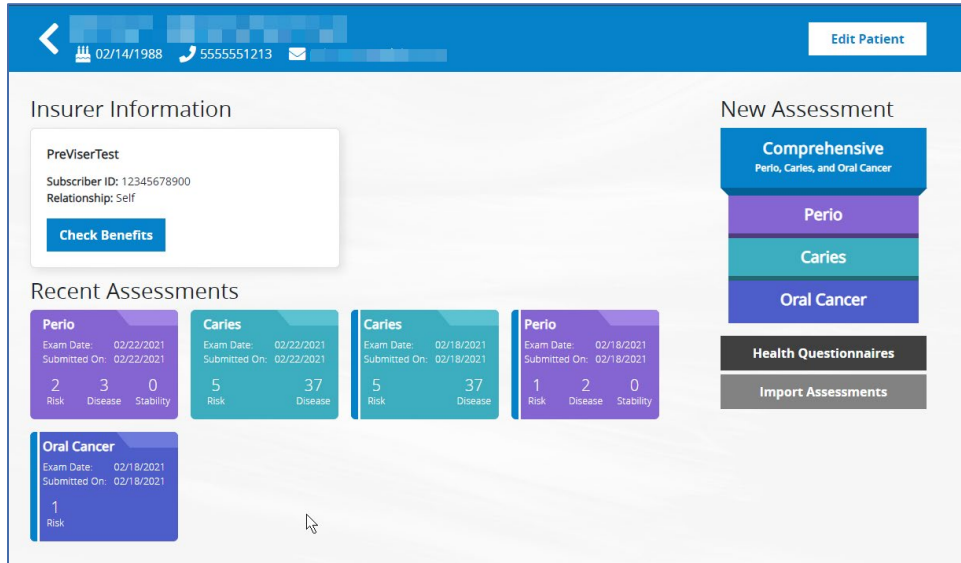 02/14/1988 5555551213
Edit Patient
Insurer Information
PreViserTest
Subscriber ID: 12345678900
Relationship: Self
Check Benefits
New Assessment
Comprehensive
Perio, Caries, and Oral Cancer
Perio
Caries
Oral Cancer
Health Questionnaires
Import Assessments
Recent Assessments
Perio
Exam Date: 02/22/2021
Submitted On: 02/22/2021
2 3 0
Risk Disease Stability
Caries
Exam Date: 02/22/2021
Submitted On: 02/22/2021
5 37
Risk Disease
Caries
Exam Date: 02/18/2021
Submitted On: 02/18/2021
5 37
Risk Disease
Perio
Exam Date: 02/18/2021
Submitted On: 02/18/2021
1 2 0
Risk Disease Stability
Oral Cancer
Exam Date: 02/18/2021
Submitted On: 02/18/2021
1
Risk